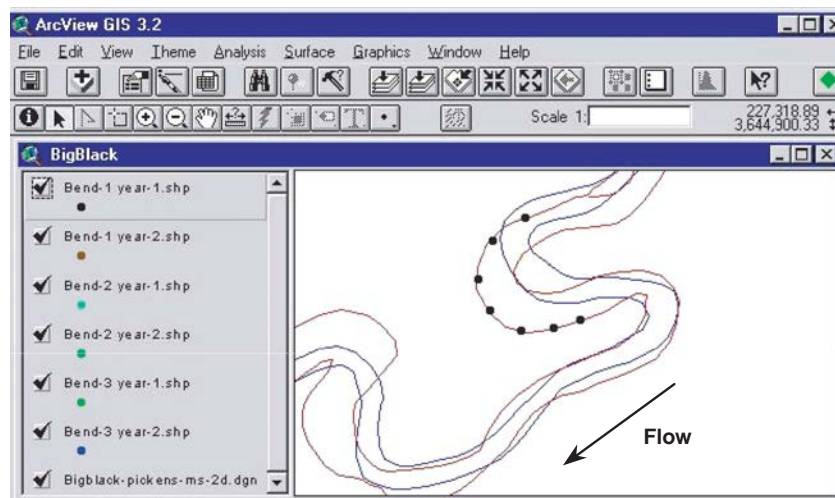 ArcView GIS 3.2
File Edit View Theme Analysis Surface Graphics Window Help
Scale 1: 227,318.89
3,644,900.33
BigBlack
Bend-1 year-1.shp
Bend-1 year-2.shp
Bend-2 year-1.shp
Bend-2 year-2.shp
Bend-3 year-1.shp
Bend-3 year-2.shp
Bigblack-pickens-ms-2d.dgn
Flow